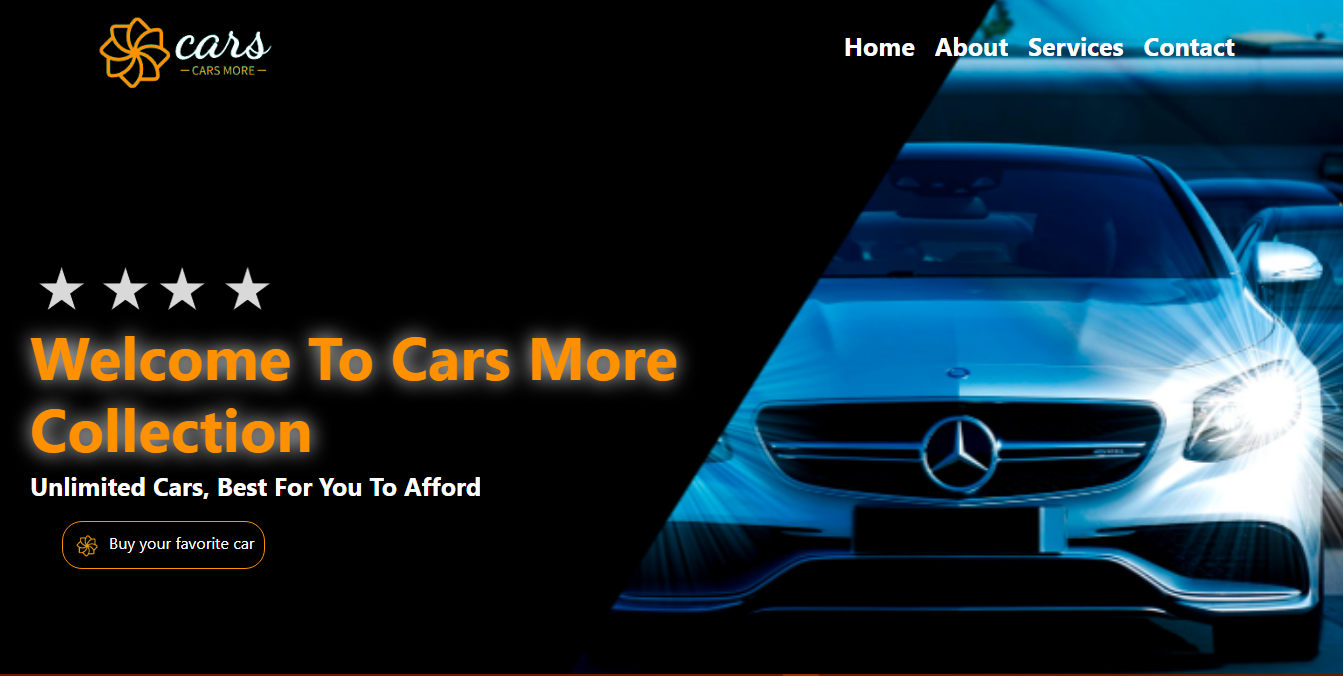 cars
CARS MORE
Home About Services Contact
Welcome To Cars More
Collection
Unlimited Cars, Best For You To Afford
Buy your favorite car